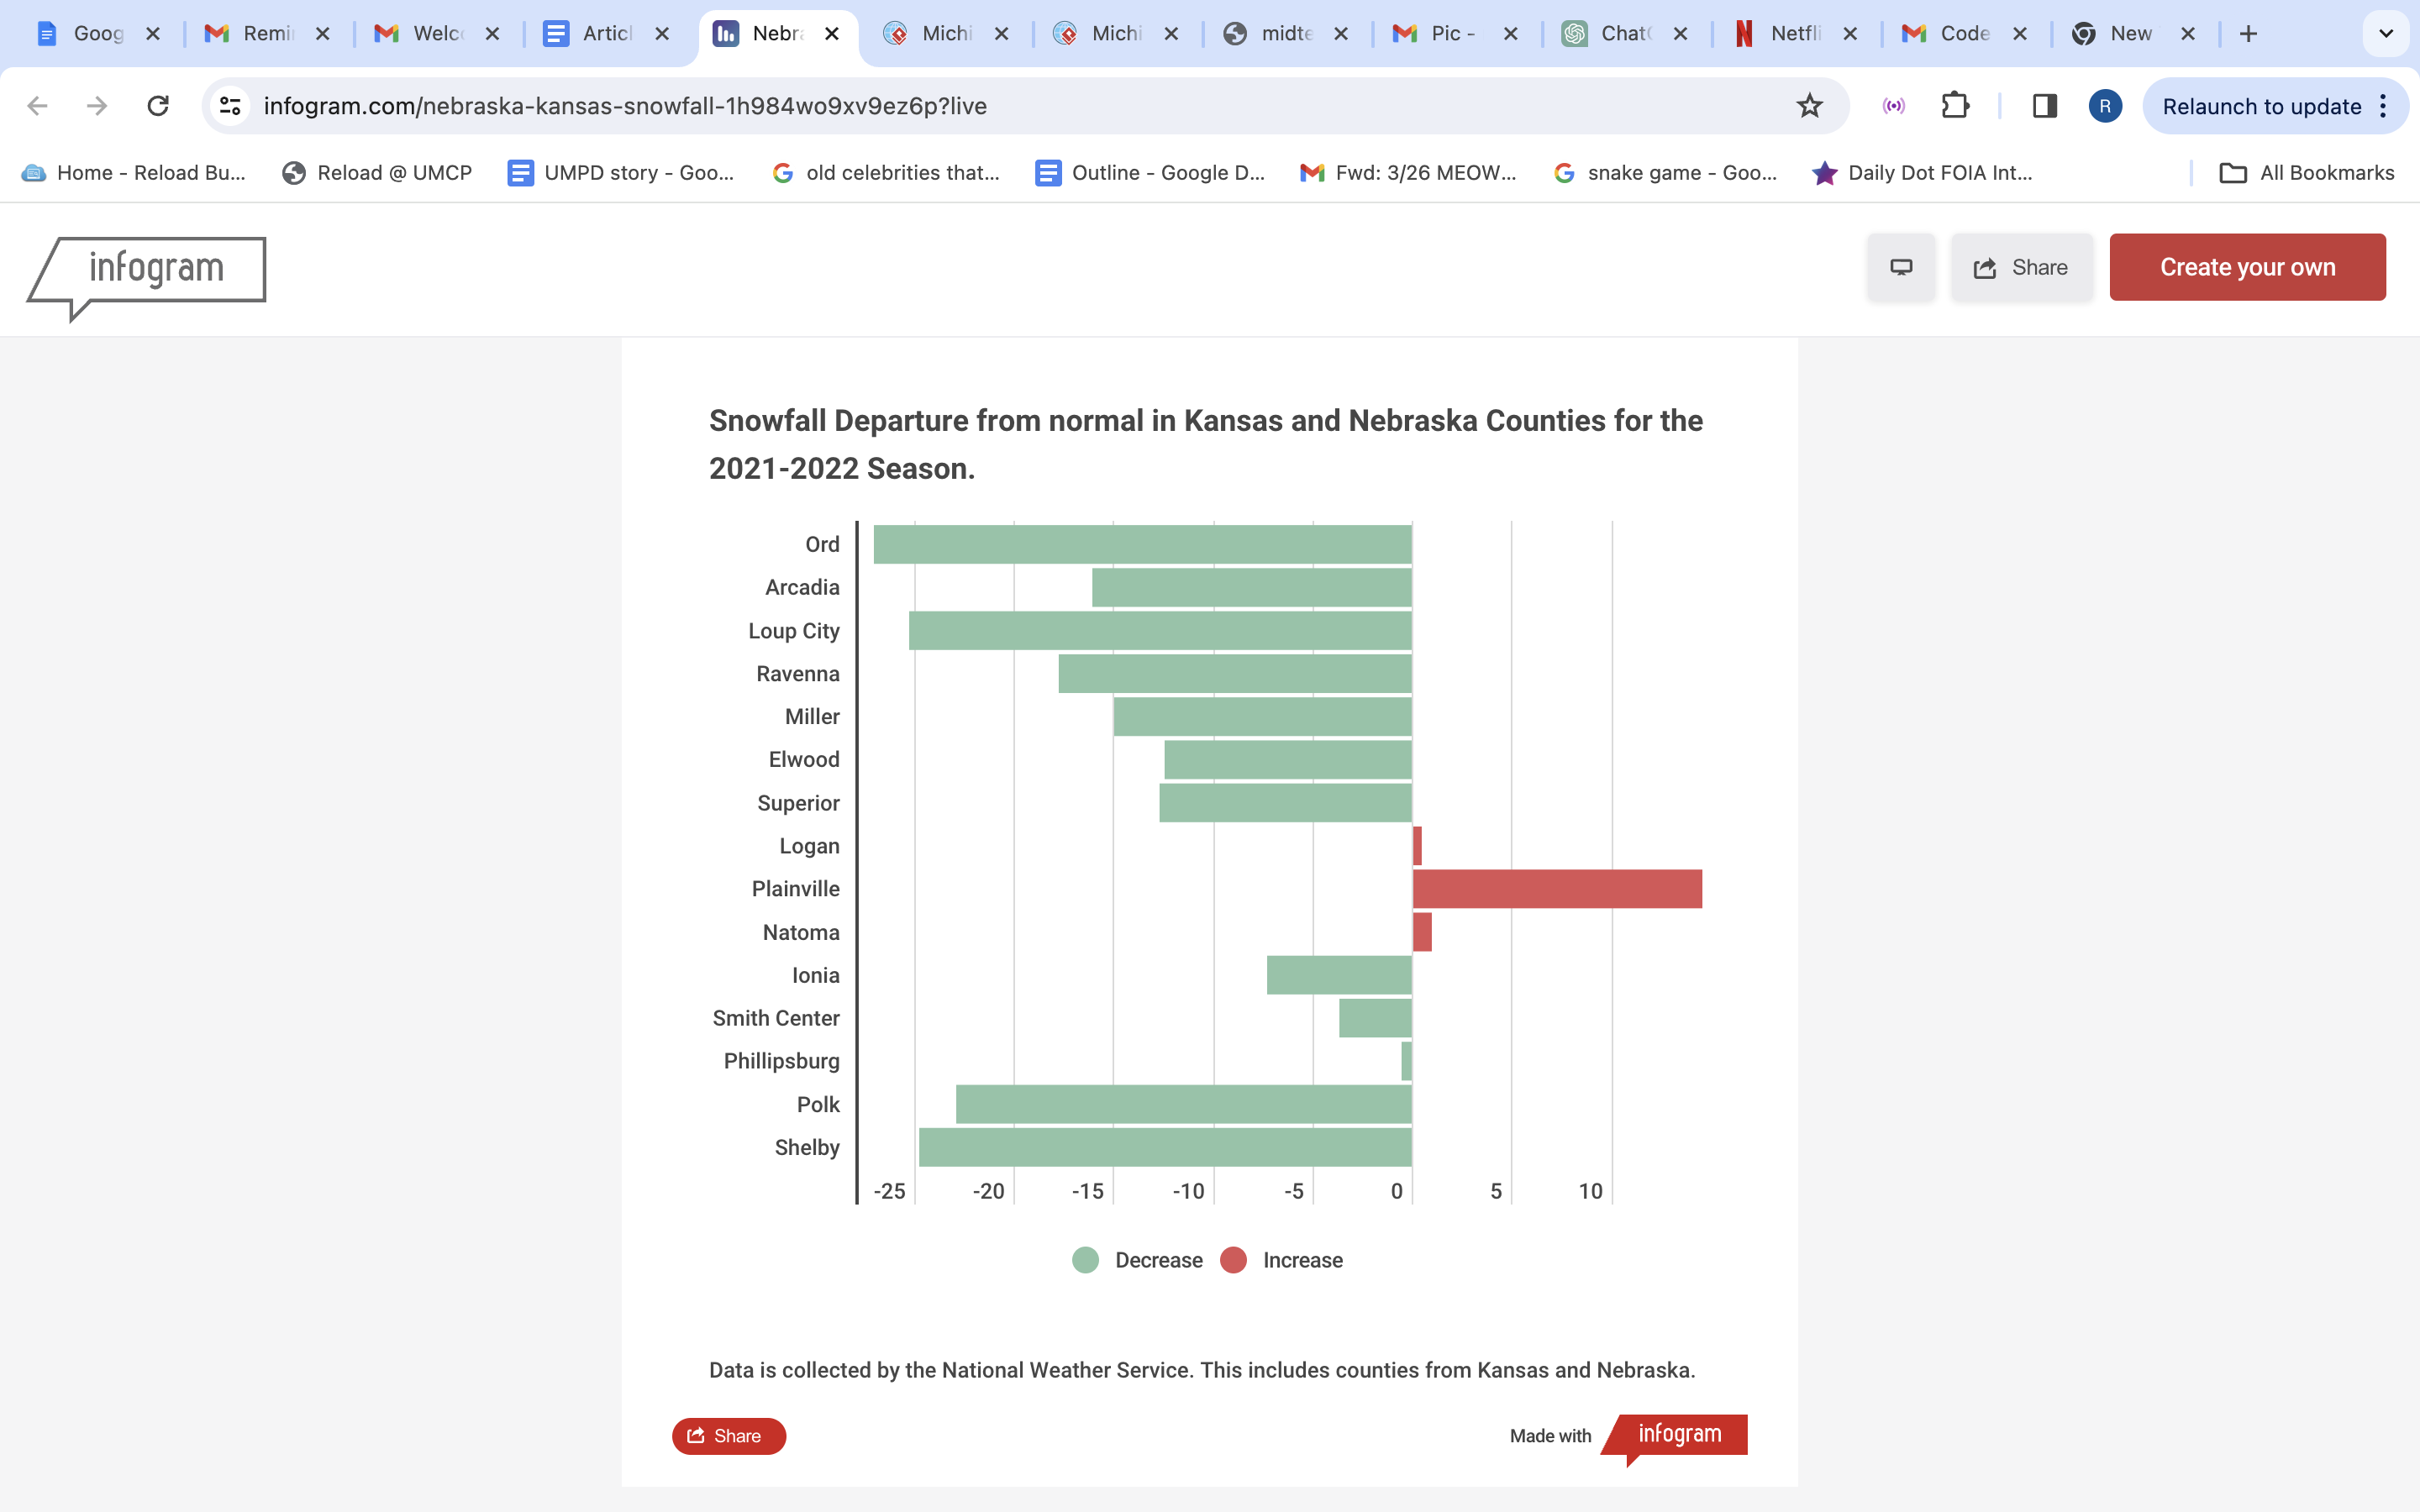 Goog
Remi
Welc
Articl
Nebra
Michi
Michi
midte
Pic -
Chat
Netfli
Code
New
infogram.com/nebraska-kansas-snowfall-1h984wo9xv9ez6p?live
R
Relaunch to update
Home - Reload Bu...
Reload @ UMCP
UMPD story - Goo...
old celebrities that...
Outline - Google D...
Fwd: 3/26 MEOW...
snake game - Goo...
Daily Dot FOIA Int...
All Bookmarks
infogram
Share
Create your own
Snowfall Departure from normal in Kansas and Nebraska Counties for the
2021-2022 Season.
Ord
Arcadia
Loup City
Ravenna
Miller
Elwood
Superior
Logan
Plainville
Natoma
Ionia
Smith Center
Phillipsburg
Polk
Shelby
-25 -20 -15 -10 -5 0 5 10
Decrease Increase
Data is collected by the National Weather Service. This includes counties from Kansas and Nebraska.
Share
Made with infogram